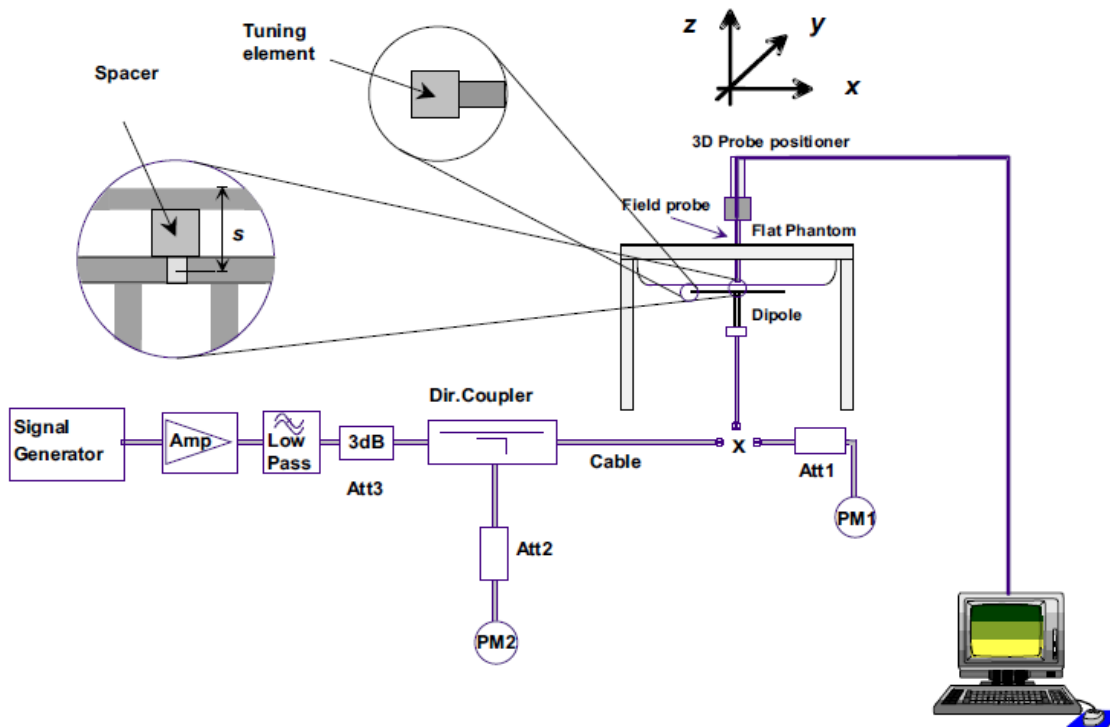 Tuning
element
Spacer
z
y
x
3D Probe positioner
Field probe
Flat Phantom
s
Dipole
Dir.Coupler
Signal
Generator
Amp
Low
Pass
3dB
Att3
Cable
X
Att1
PM1
Att2
PM2